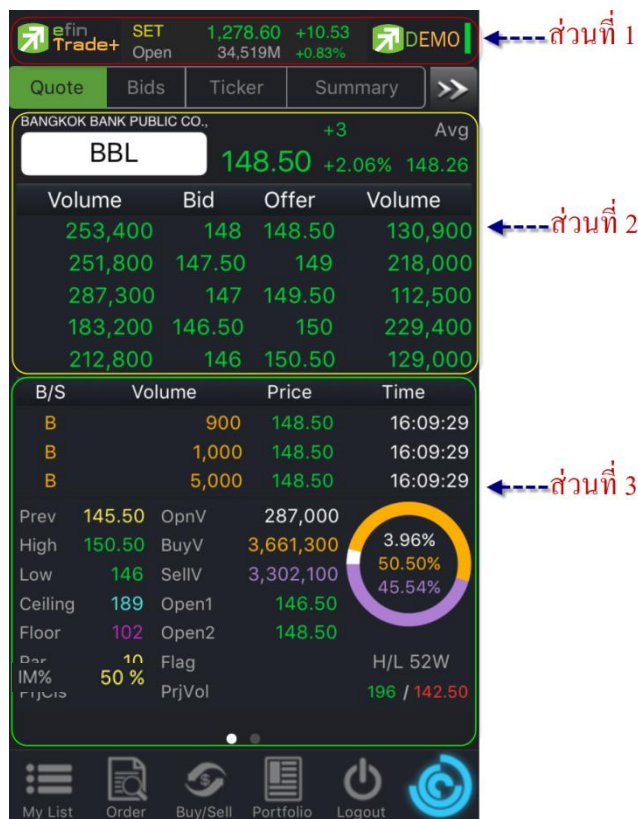 efin Trade+ SET 1,278.60 +10.53 DEMO ส่วนที่ 1
Open 34,519M +0.83%
Quote Bids Ticker Summary >>
BANGKOK BANK PUBLIC CO.,
BBL 148.50 +3 +2.06% Avg 148.26
Volume Bid Offer Volume
253,400 148 148.50 130,900 ส่วนที่ 2
251,800 147.50 149 218,000
287,300 147 149.50 112,500
183,200 146.50 150 229,400
212,800 146 150.50 129,000
B/S Volume Price Time
B 900 148.50 16:09:29
B 1,000 148.50 16:09:29
B 5,000 148.50 16:09:29 ส่วนที่ 3
Prev 145.50 OpnV 287,000
High 150.50 BuyV 3,661,300 3.96%
Low 146 SellV 3,302,100 50.50%
45.54%
Ceiling 189 Open1 146.50
Floor 102 Open2 148.50
Par 10 Flag H/L 52W
IM% 50 %
PrjCls PrjVol 196 / 142.50
My List Order Buy/Sell Portfolio Logout